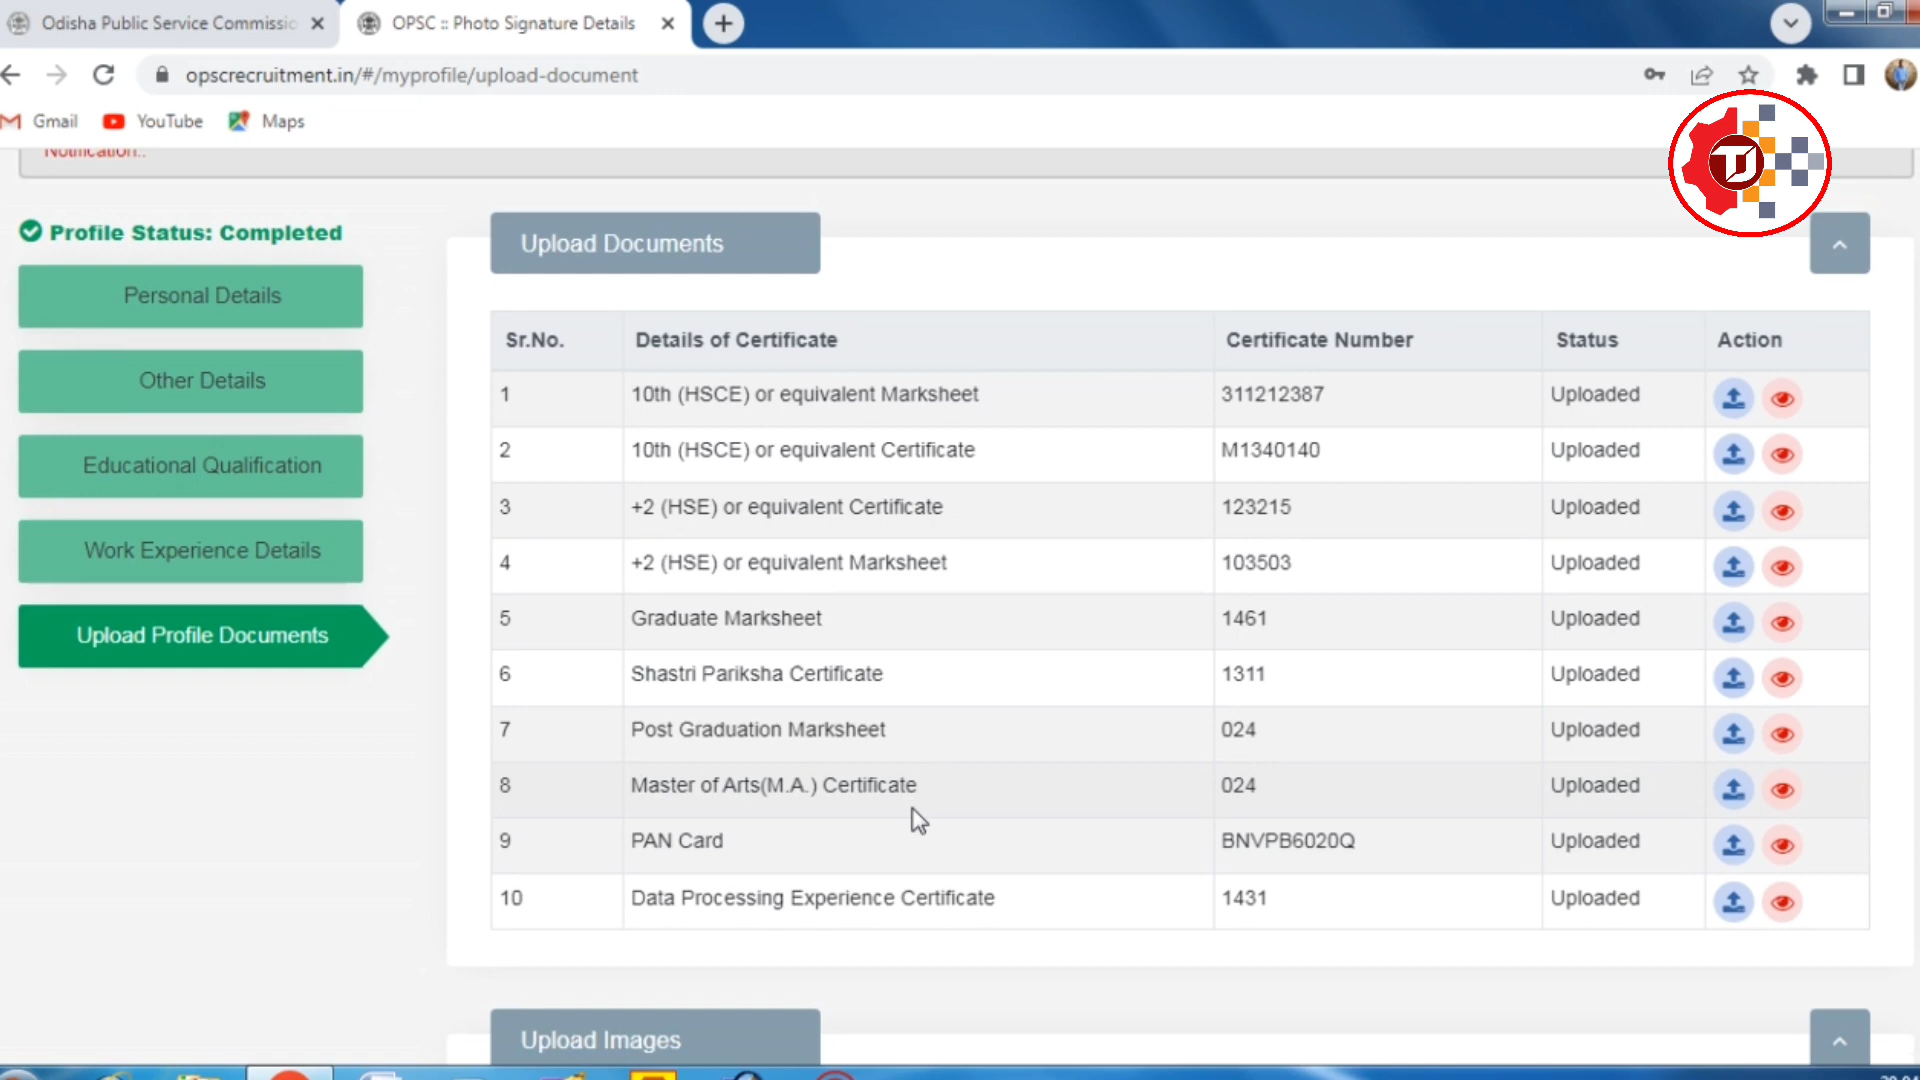 Odisha Public Service Commissio
OPSC :: Photo Signature Details
opscrecruitment.in/#/myprofile/upload-document
Gmail YouTube Maps
Notification..
Profile Status: Completed
Personal Details
Other Details
Educational Qualification
Work Experience Details
Upload Profile Documents
Upload Documents
Sr.No. Details of Certificate Certificate Number Status Action
1 10th (HSCE) or equivalent Marksheet 311212387 Uploaded
2 10th (HSCE) or equivalent Certificate M1340140 Uploaded
3 +2 (HSE) or equivalent Certificate 123215 Uploaded
4 +2 (HSE) or equivalent Marksheet 103503 Uploaded
5 Graduate Marksheet 1461 Uploaded
6 Shastri Pariksha Certificate 1311 Uploaded
7 Post Graduation Marksheet 024 Uploaded
8 Master of Arts(M.A.) Certificate 024 Uploaded
9 PAN Card BNVPB6020Q Uploaded
10 Data Processing Experience Certificate 1431 Uploaded
Upload Images